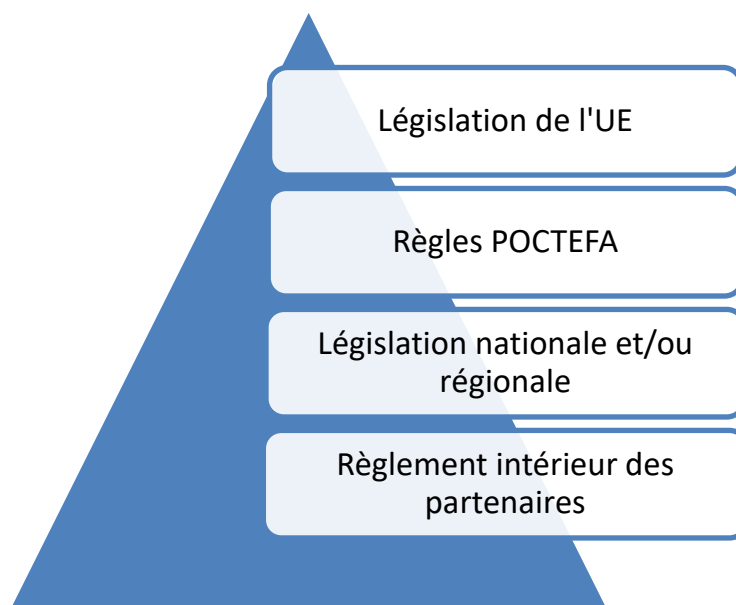 Législation de l'UE
Règles POCTEFA
Législation nationale et/ou
régionale
Règlement intérieur des
partenaires